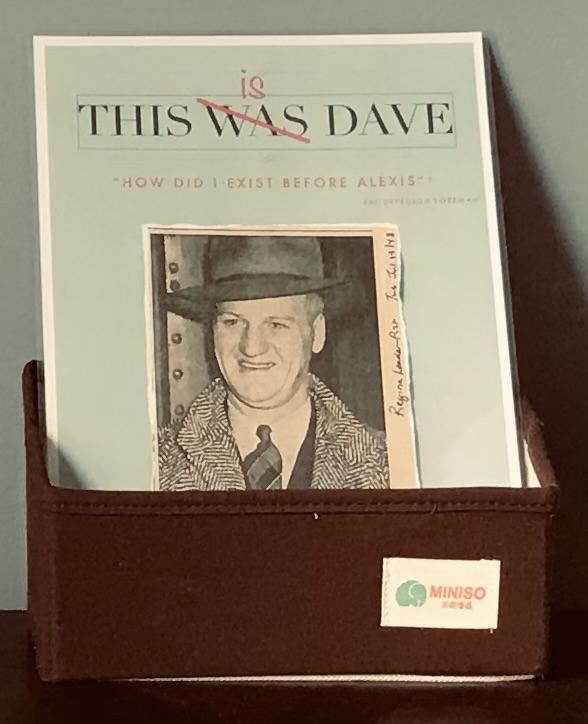 is
THIS WAS DAVE
"HOW DID I EXIST BEFORE ALEXIS"
Regina Leader-Post
MINISO